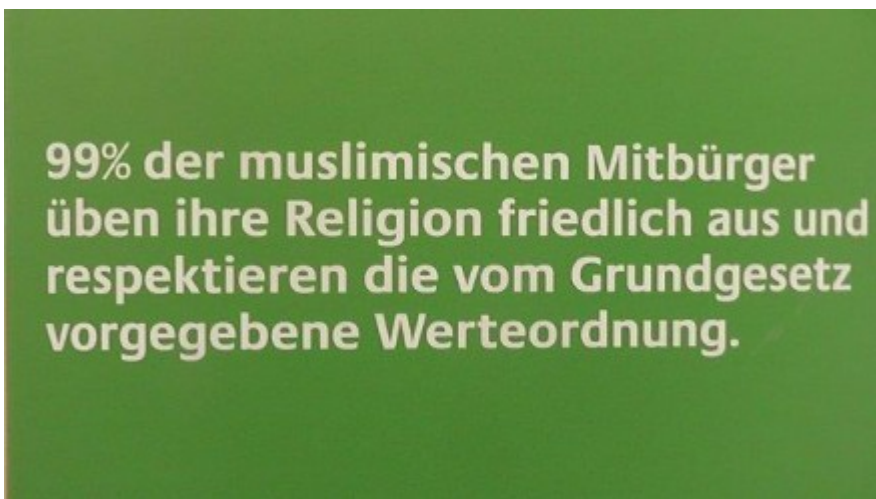 99% der muslimischen Mitbürger
üben ihre Religion friedlich aus und
respektieren die vom Grundgesetz
vorgegebene Werteordnung.